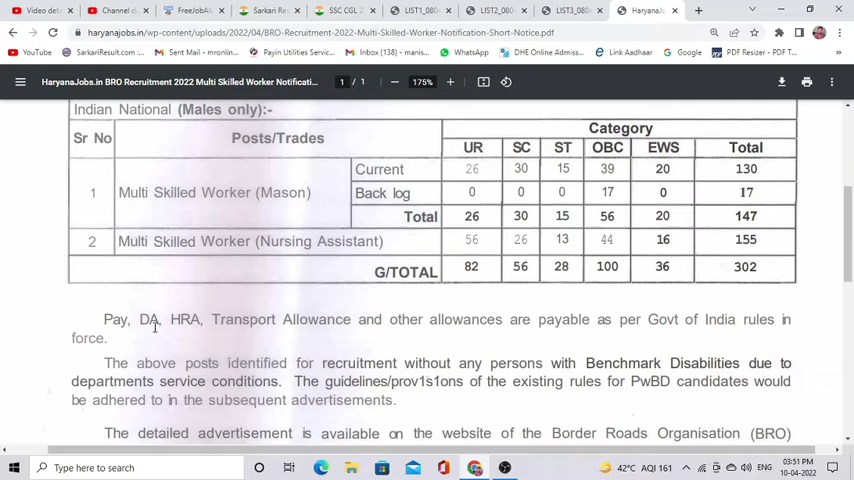 Video deta
Channel da
FreeJobAle
Sarkari Re
SSC CGL 2
LIST1_0804
LIST2_0804
LIST3_0804
HaryanaJo
haryanajobs.in/wp-content/uploads/2022/04/BRO-Recruitment-2022-Multi-Skilled-Worker-Notification-Short-Notice.pdf
YouTube SarkariResult.com : Sent Mail - mronline... Payin Utilities Servic... Inbox (138) - manis... WhatsApp DHE Online Admissi... Link Aadhaar Google PDF Resizer PDF Zipper
HaryanaJobs.in BRO Recruitment 2022 Multi Skilled Worker Notificati... 1 / 1 175%
Indian National (Males only):-
Sr No Posts/Trades Category
UR SC ST OBC EWS Total
1 Multi Skilled Worker (Mason) Current 26 30 15 39 20 130
Back log 0 0 0 17 0 17
Total 26 30 15 56 20 147
2 Multi Skilled Worker (Nursing Assistant) 56 26 13 44 16 155
G/TOTAL 82 56 28 100 36 302
Pay, DA, HRA, Transport Allowance and other allowances are payable as per Govt of India rules in
force.
The above posts identified for recruitment without any persons with Benchmark Disabilities due to
departments service conditions. The guidelines/prov1s1ons of the existing rules for PwBD candidates would
be adhered to in the subsequent advertisements.
The detailed advertisement is available on the website of the Border Roads Organisation (BRO)
Type here to search
42°C AQI 161
ENG
03:51 PM
10-04-2022